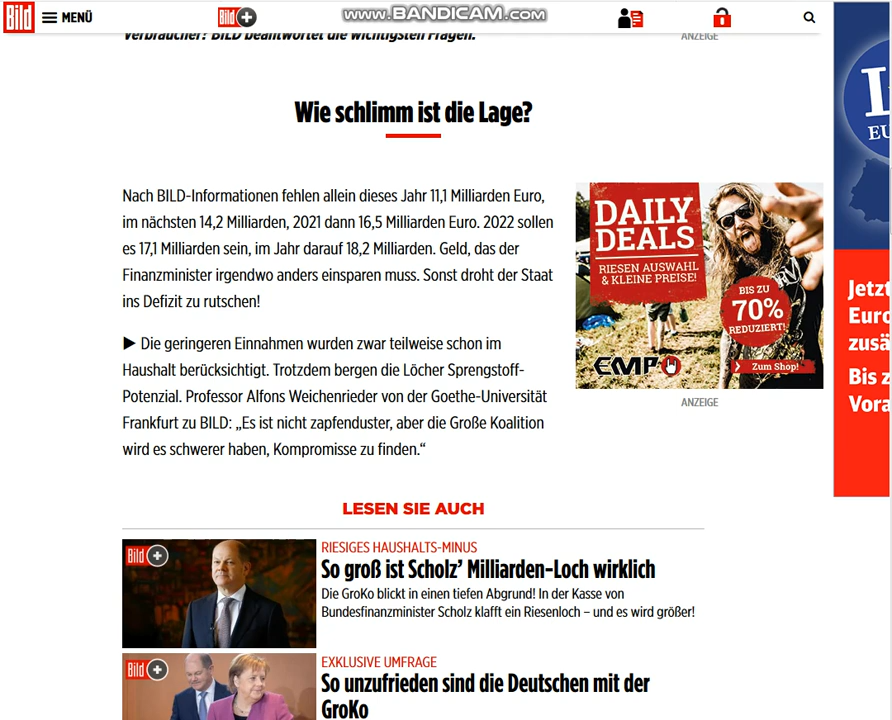 Bild
MENÜ
Bild+
www.BANDICAM.com
Verbraucher? BILD beantwortet die wichtigsten Fragen.
ANZEIGE
Wie schlimm ist die Lage?
Nach BILD-Informationen fehlen allein dieses Jahr 11,1 Milliarden Euro,
im nächsten 14,2 Milliarden, 2021 dann 16,5 Milliarden Euro. 2022 sollen
es 17,1 Milliarden sein, im Jahr darauf 18,2 Milliarden. Geld, das der
Finanzminister irgendwo anders einsparen muss. Sonst droht der Staat
ins Defizit zu rutschen!
▶ Die geringeren Einnahmen wurden zwar teilweise schon im
Haushalt berücksichtigt. Trotzdem bergen die Löcher Sprengstoff-
Potenzial. Professor Alfons Weichenrieder von der Goethe-Universität
Frankfurt zu BILD: „Es ist nicht zapfenduster, aber die Große Koalition
wird es schwerer haben, Kompromisse zu finden.“
DAILY
DEALS
RIESEN AUSWAHL
& KLEINE PREISE!
BIS ZU
70%
REDUZIERT!
EMP
Zum Shop!
ANZEIGE
EU
Jetzt
Euro
zusä
Bis z
Vora
LESEN SIE AUCH
Bild+
RIESIGES HAUSHALTS-MINUS
So groß ist Scholz’ Milliarden-Loch wirklich
Die GroKo blickt in einen tiefen Abgrund! In der Kasse von
Bundesfinanzminister Scholz klafft ein Riesenloch – und es wird größer!
Bild+
EXKLUSIVE UMFRAGE
So unzufrieden sind die Deutschen mit der
GroKo